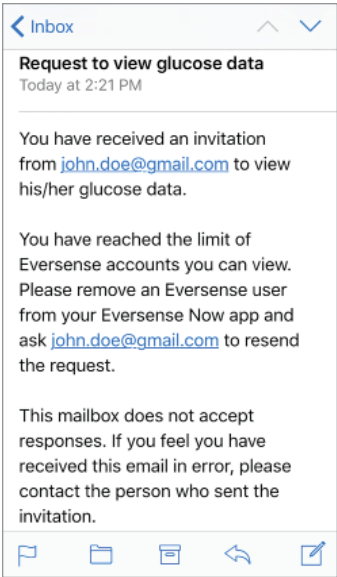 Inbox
Request to view glucose data
Today at 2:21 PM
You have received an invitation
from john.doe@gmail.com to view
his/her glucose data.
You have reached the limit of
Eversense accounts you can view.
Please remove an Eversense user
from your Eversense Now app and
ask john.doe@gmail.com to resend
the request.
This mailbox does not accept
responses. If you feel you have
received this email in error, please
contact the person who sent the
invitation.